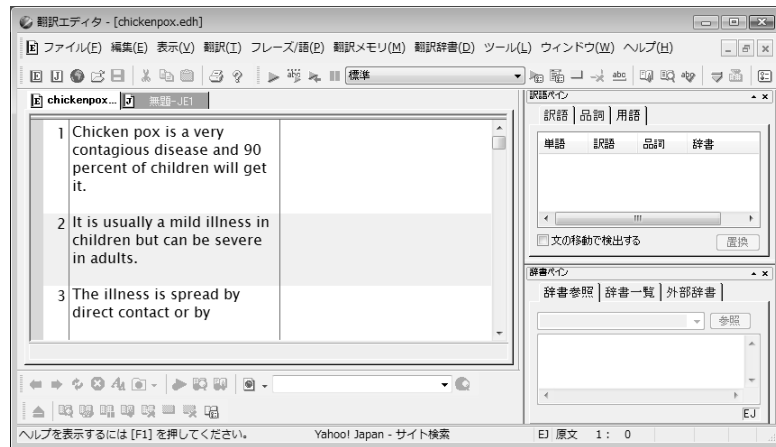 翻訳エディタ - [chickenpox.edh]
ファイル(F) 編集(E) 表示(V) 翻訳(T) フレーズ/語(P) 翻訳メモリ(M) 翻訳辞書(D) ツール(L) ウィンドウ(W) ヘルプ(H)
標準
chickenpox... 無題-JE1
1 Chicken pox is a very
contagious disease and 90
percent of children will get
it.
2 It is usually a mild illness in
children but can be severe
in adults.
3 The illness is spread by
direct contact or by
訳語ペイン
訳語 品詞 用語
単語 訳語 品詞 辞書
文の移動で検出する 置換
辞書ペイン
辞書参照 辞書一覧 外部辞書
参照
EJ
ヘルプを表示するには [F1] を押してください。 Yahoo! Japan - サイト検索 EJ 原文 1: 0